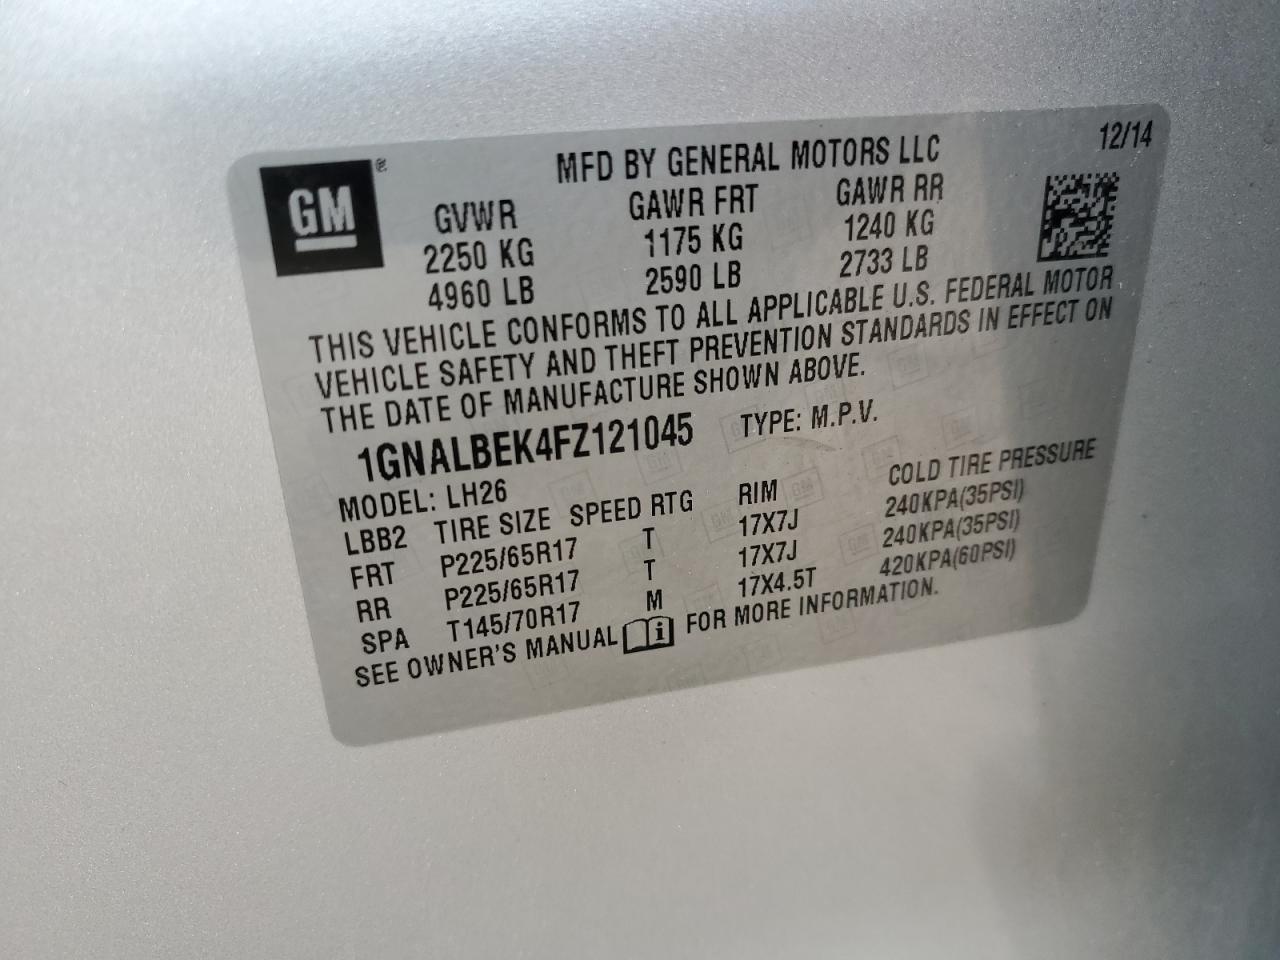 GM ®
MFD BY GENERAL MOTORS LLC
12/14
GVWR GAWR FRT GAWR RR
2250 KG 1175 KG 1240 KG
4960 LB 2590 LB 2733 LB
THIS VEHICLE CONFORMS TO ALL APPLICABLE U.S. FEDERAL MOTOR
VEHICLE SAFETY AND THEFT PREVENTION STANDARDS IN EFFECT ON
THE DATE OF MANUFACTURE SHOWN ABOVE.
1GNALBEK4FZ121045 TYPE: M.P.V.
MODEL: LH26
LBB2 TIRE SIZE SPEED RTG RIM COLD TIRE PRESSURE
FRT P225/65R17 T 17X7J 240KPA(35PSI)
RR P225/65R17 T 17X7J 240KPA(35PSI)
SPA T145/70R17 M 17X4.5T 420KPA(60PSI)
SEE OWNER'S MANUAL i FOR MORE INFORMATION.